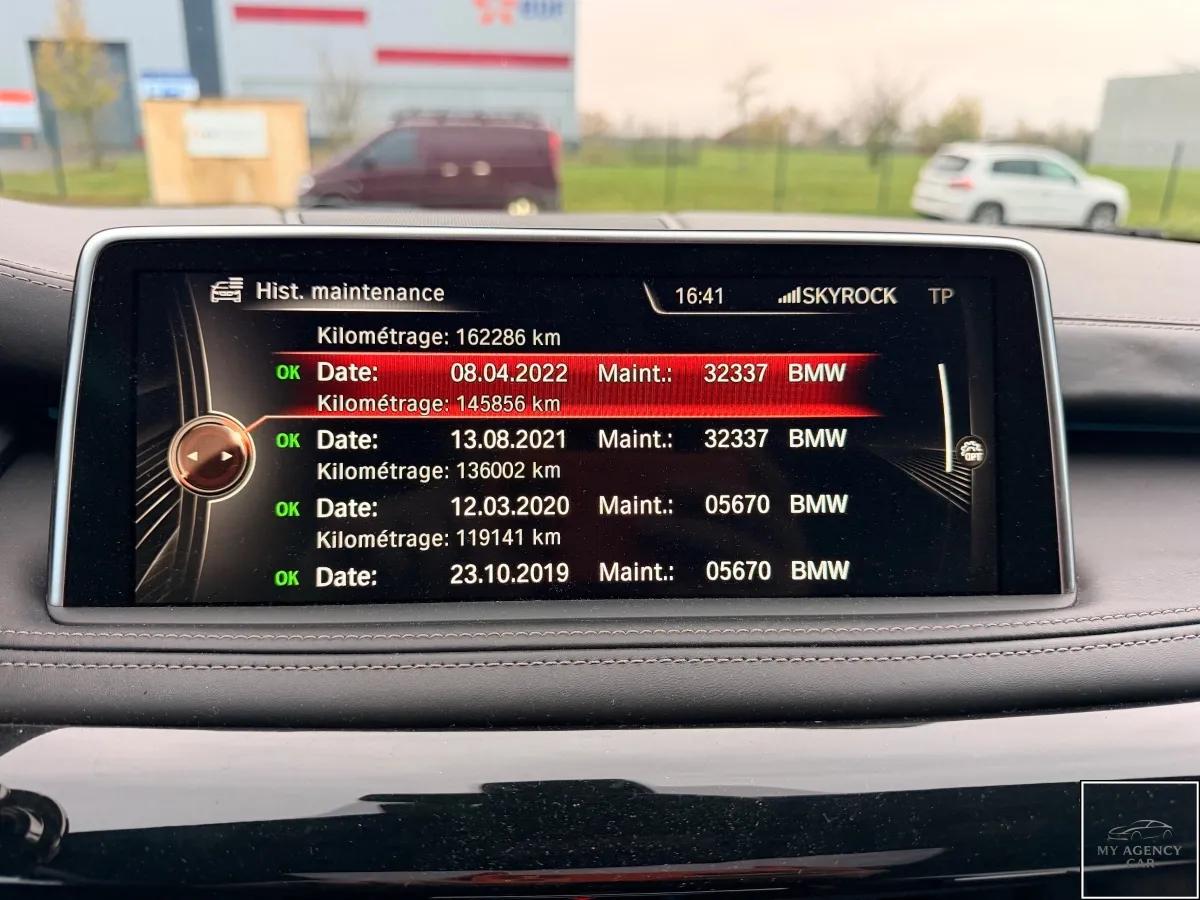 Hist. maintenance
16:41
SKYROCK
TP
Kilométrage: 162286 km
OK Date: 08.04.2022 Maint.: 32337 BMW
Kilométrage: 145856 km
OK Date: 13.08.2021 Maint.: 32337 BMW
Kilométrage: 136002 km
OK Date: 12.03.2020 Maint.: 05670 BMW
Kilométrage: 119141 km
OK Date: 23.10.2019 Maint.: 05670 BMW
OPT
MY AGENCY
CAR